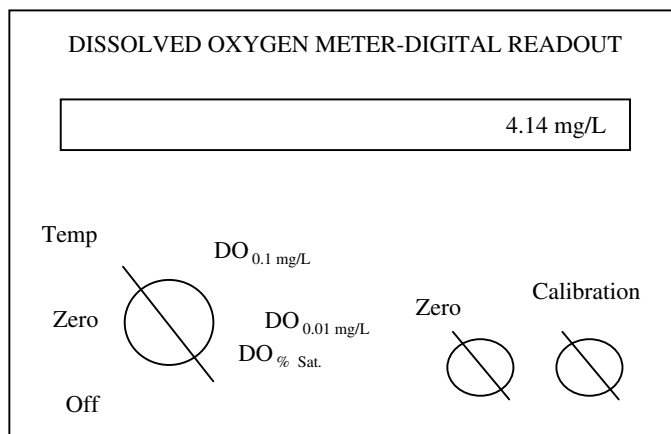 DISSOLVED OXYGEN METER-DIGITAL READOUT
4.14 mg/L
Temp
DO 0.1 mg/L
Zero
DO 0.01 mg/L
DO % Sat.
Off
Zero
Calibration